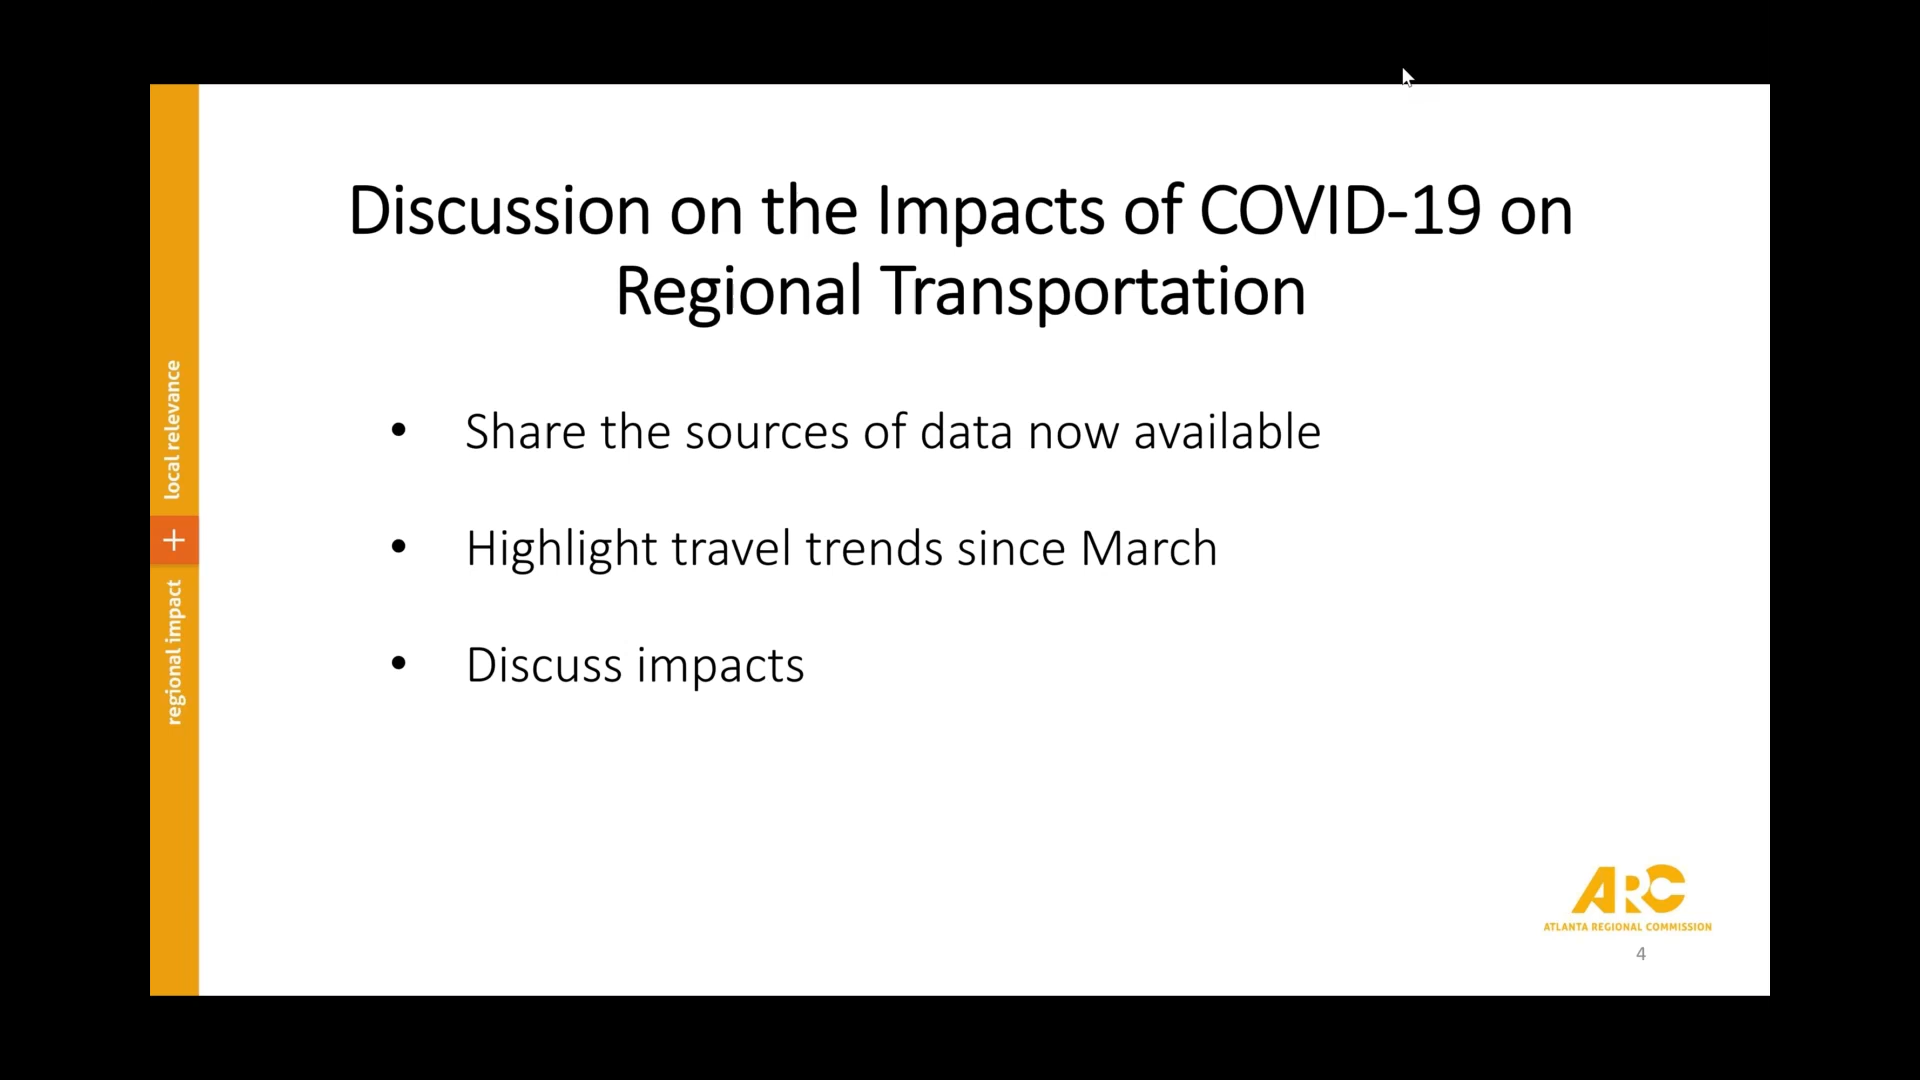 Discussion on the Impacts of COVID-19 on
Regional Transportation
• Share the sources of data now available
• Highlight travel trends since March
• Discuss impacts
local relevance
+
regional impact
ARC
ATLANTA REGIONAL COMMISSION
4